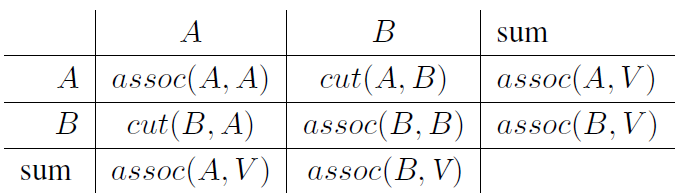 A B sum
A assoc(A, A) cut(A, B) assoc(A, V)
B cut(B, A) assoc(B, B) assoc(B, V)
sum assoc(A, V) assoc(B, V)